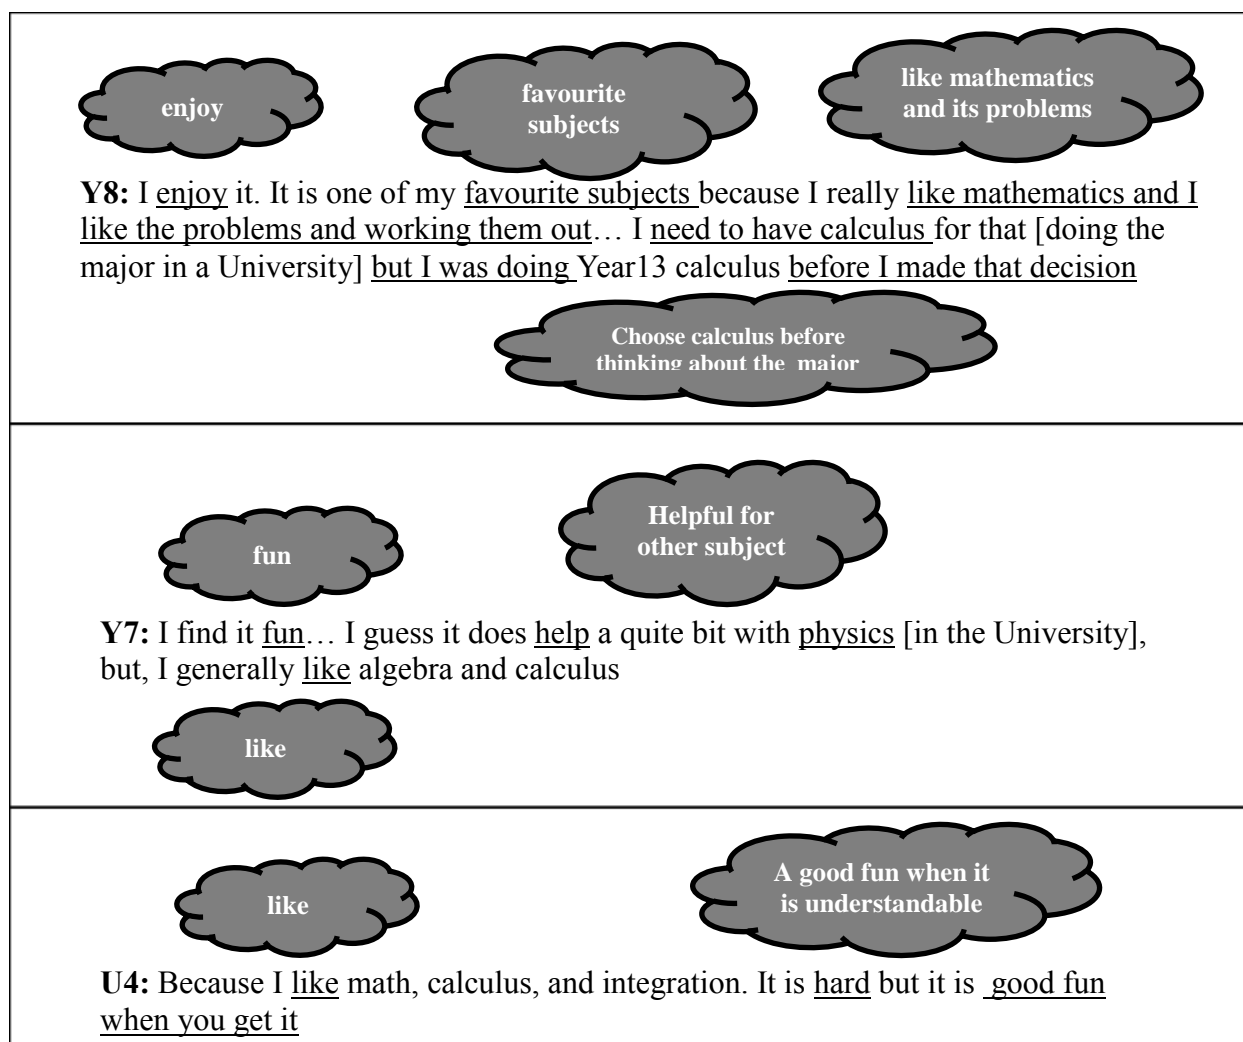 enjoy
favourite
subjects
like mathematics
and its problems
Y8: I enjoy it. It is one of my favourite subjects because I really like mathematics and I
like the problems and working them out… I need to have calculus for that [doing the
major in a University] but I was doing Year13 calculus before I made that decision
Choose calculus before
thinking about the major
fun
Helpful for
other subject
Y7: I find it fun… I guess it does help a quite bit with physics [in the University],
but, I generally like algebra and calculus
like
like
A good fun when it
is understandable
U4: Because I like math, calculus, and integration. It is hard but it is good fun
when you get it